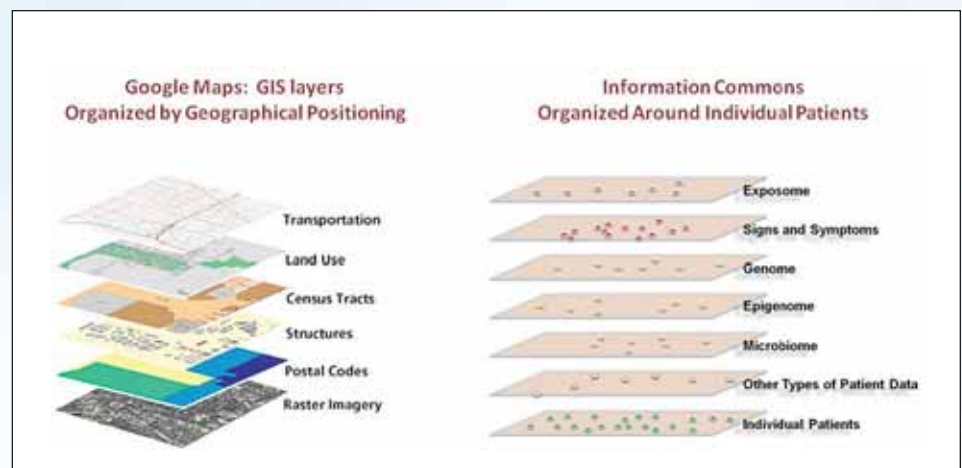 Google Maps: GIS layers
Organized by Geographical Positioning
Transportation
Land Use
Census Tracts
Structures
Postal Codes
Raster Imagery
Information Commons
Organized Around Individual Patients
Exposome
Signs and Symptoms
Genome
Epigenome
Microbiome
Other Types of Patient Data
Individual Patients